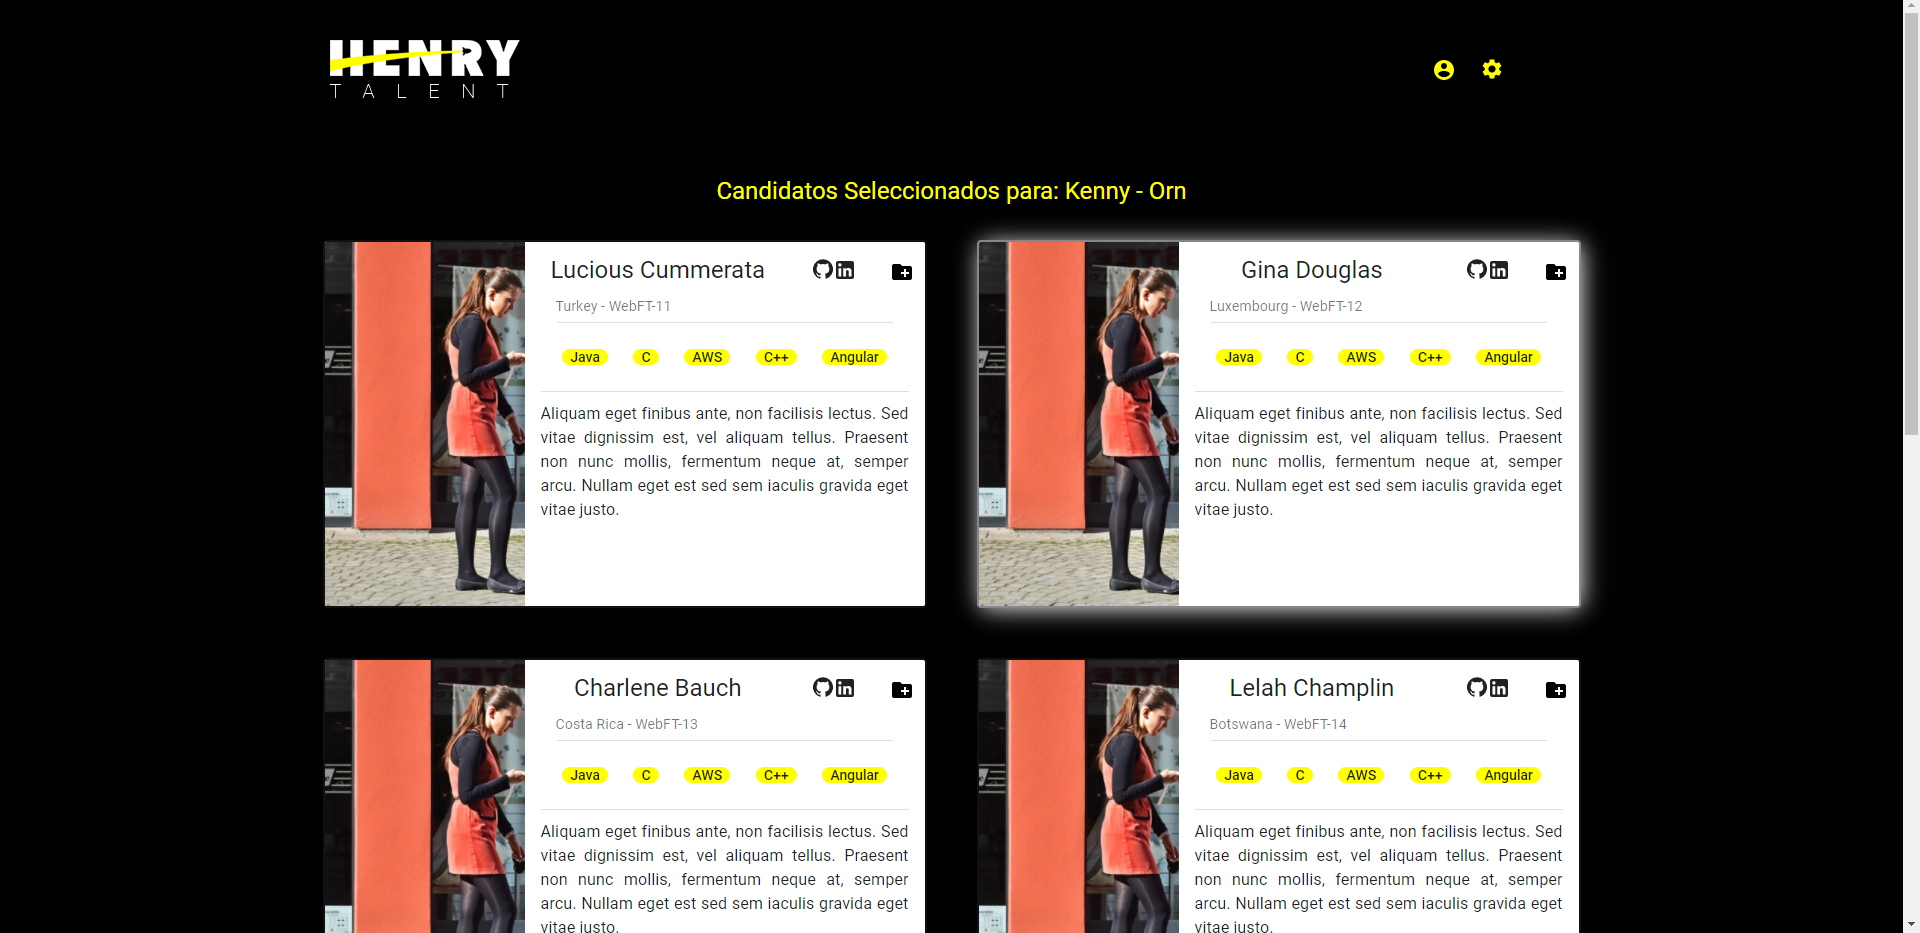 HENRY
TALENT
Candidatos Seleccionados para: Kenny - Orn
Lucious Cummerata
Turkey - WebFT-11
Java C AWS C++ Angular
Aliquam eget finibus ante, non facilisis lectus. Sed
vitae dignissim est, vel aliquam tellus. Praesent
non nunc mollis, fermentum neque at, semper
arcu. Nullam eget est sed sem iaculis gravida eget
vitae justo.
Gina Douglas
Luxembourg - WebFT-12
Java C AWS C++ Angular
Aliquam eget finibus ante, non facilisis lectus. Sed
vitae dignissim est, vel aliquam tellus. Praesent
non nunc mollis, fermentum neque at, semper
arcu. Nullam eget est sed sem iaculis gravida eget
vitae justo.
Charlene Bauch
Costa Rica - WebFT-13
Java C AWS C++ Angular
Aliquam eget finibus ante, non facilisis lectus. Sed
vitae dignissim est, vel aliquam tellus. Praesent
non nunc mollis, fermentum neque at, semper
arcu. Nullam eget est sed sem iaculis gravida eget
vitae justo.
Lelah Champlin
Botswana - WebFT-14
Java C AWS C++ Angular
Aliquam eget finibus ante, non facilisis lectus. Sed
vitae dignissim est, vel aliquam tellus. Praesent
non nunc mollis, fermentum neque at, semper
arcu. Nullam eget est sed sem iaculis gravida eget
vitae justo.